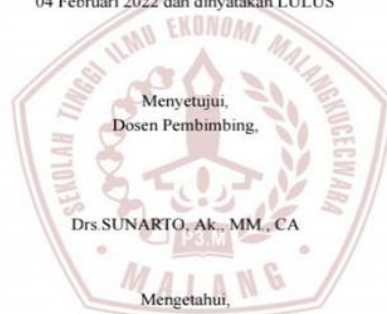 04 Februari 2022 dan dinyatakan LULUS
SEKOLAH TINGGI ILMU EKONOMI MALANGKUCECWARA
Menyetujui,
Dosen Pembimbing,
Drs.SUNARTO, Ak., MM., CA
P3.M
MALANG
Mengetahui,